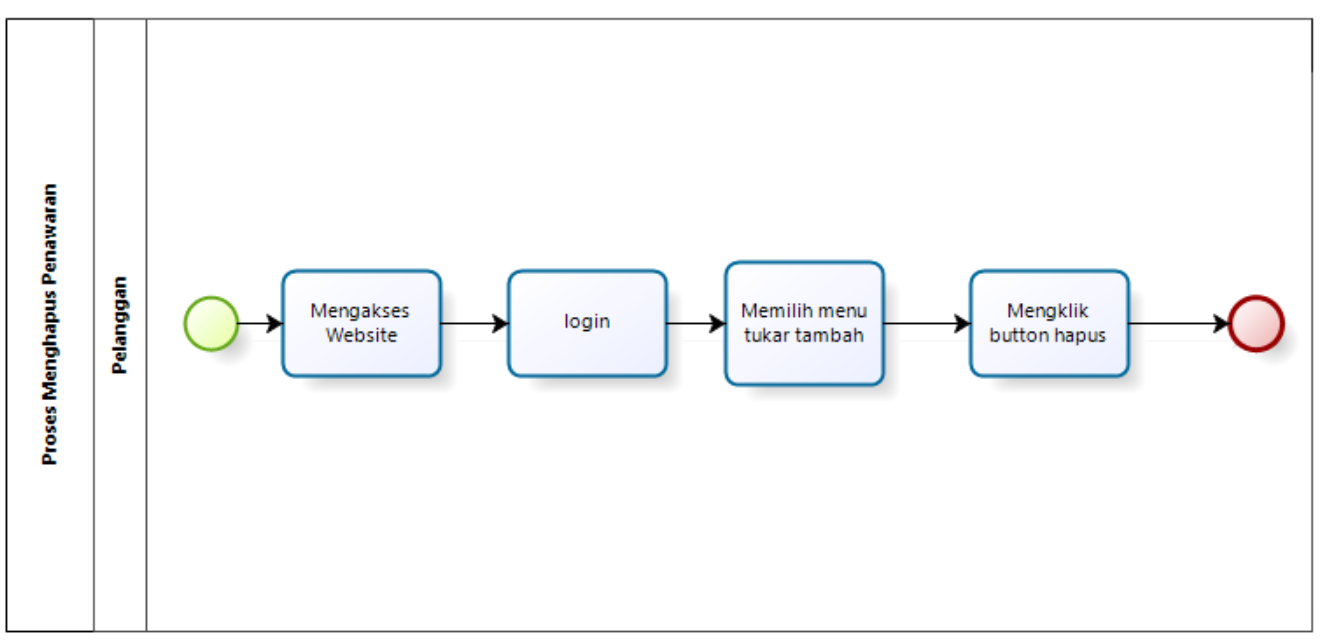 Proses Menghapus Penawaran
Pelanggan
Mengakses
Website
login
Memilih menu
tukar tambah
Mengklik
button hapus